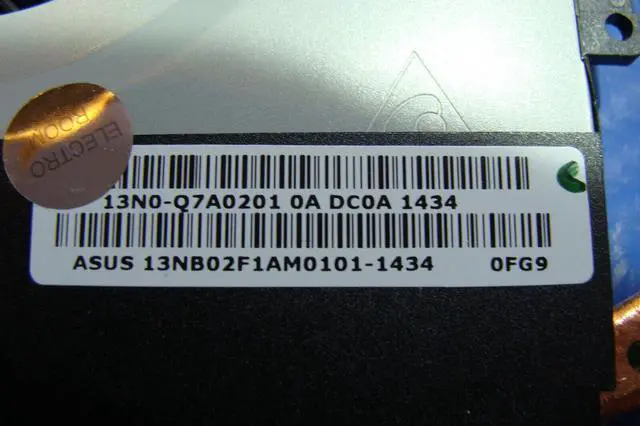 ELECTRO
ROOM
13N0-Q7A0201 0A DC0A 1434
ASUS 13NB02F1AM0101-1434 0FG9